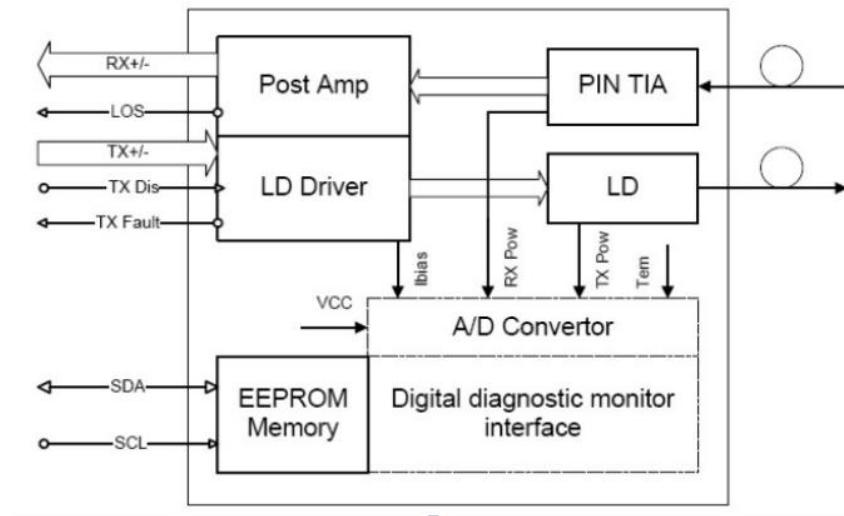 RX+/-
Post Amp
PIN TIA
LOS
TX+/-
TX Dis
LD Driver
LD
TX Fault
Ibias
RX Pow
TX Pow
Tem
VCC
A/D Convertor
SDA
EEPROM
Memory
Digital diagnostic monitor
interface
SCL